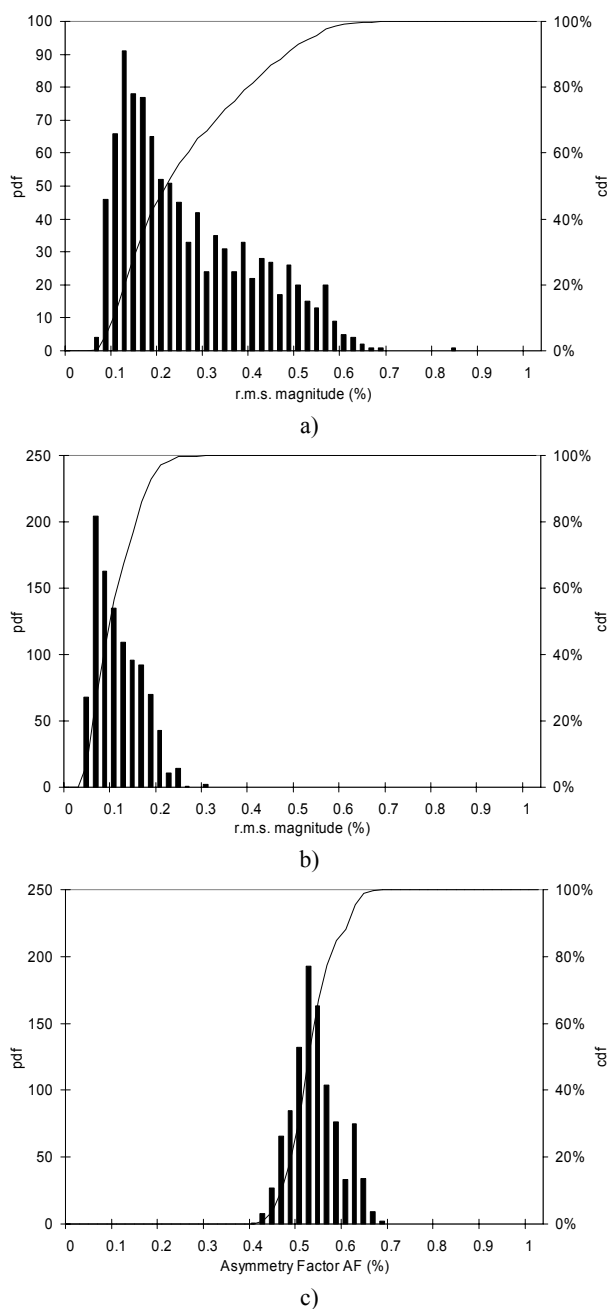 100 100%
90
80 80%
70
60 60%
50
40 40%
30
20 20%
10
0 0%
pdf
cdf
0 0.1 0.2 0.3 0.4 0.5 0.6 0.7 0.8 0.9 1
r.m.s. magnitude (%)
a)
250 100%
200 80%
150 60%
100 40%
50 20%
0 0%
pdf
cdf
0 0.1 0.2 0.3 0.4 0.5 0.6 0.7 0.8 0.9 1
r.m.s. magnitude (%)
b)
250 100%
200 80%
150 60%
100 40%
50 20%
0 0%
pdf
cdf
0 0.1 0.2 0.3 0.4 0.5 0.6 0.7 0.8 0.9 1
Asymmetry Factor AF (%)
c)